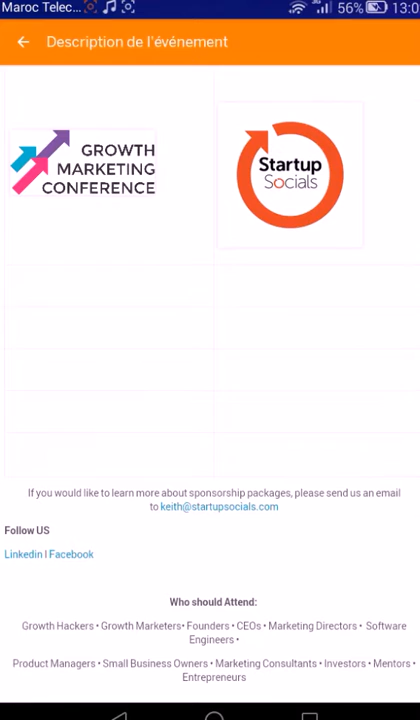 Maroc Telec... 3G 56% 13:0
Description de l'événement
GROWTH
MARKETING
CONFERENCE
Startup
Socials
If you would like to learn more about sponsorship packages, please send us an email
to keith@startupsocials.com
Follow US
Linkedin I Facebook
Who should Attend:
Growth Hackers • Growth Marketers• Founders • CEOs • Marketing Directors • Software
Engineers •
Product Managers • Small Business Owners • Marketing Consultants • Investors • Mentors •
Entrepreneurs